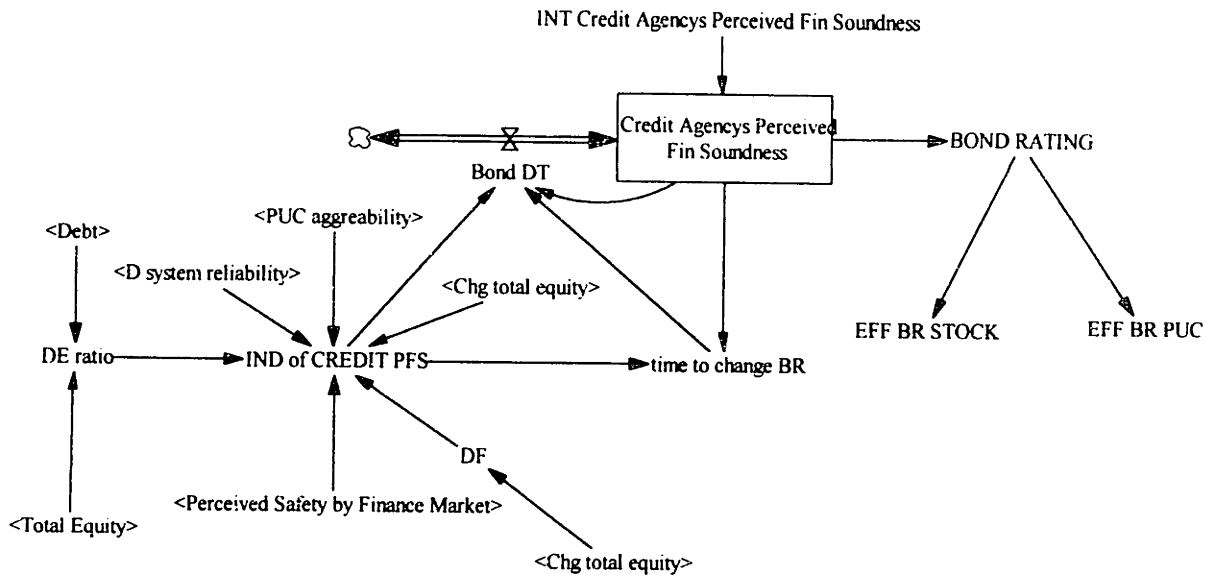 INT Credit Agencys Perceived Fin Soundness
Credit Agencys Perceived
Fin Soundness
BOND RATING
Bond DT
<PUC aggreability>
<Debt>
<D system reliability>
<Chg total equity>
EFF BR STOCK
EFF BR PUC
DE ratio
IND of CREDIT PFS
time to change BR
DF
<Perceived Safety by Finance Market>
<Total Equity>
<Chg total equity>